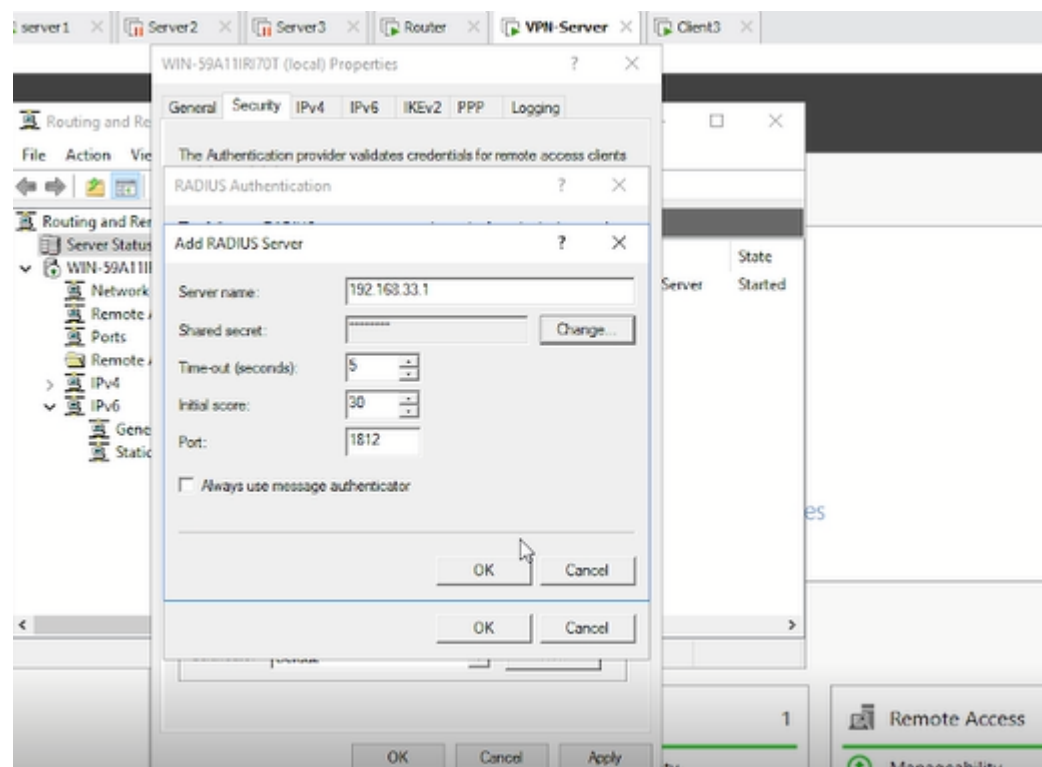 server1 Server2 Server3 Router VPN-Server Client3
WIN-59A11IRI70T (local) Properties
General Security IPv4 IPv6 IKEv2 PPP Logging
The Authentication provider validates credentials for remote access clients
Routing and Re
File Action Vie
RADIUS Authentication
Routing and Rer
Server Status
WIN-59A11IF
Network
Remote
Ports
Remote
IPv4
IPv6
Gene
Static
Add RADIUS Server
Server name: 192.168.33.1
Shared secret: Change...
Time-out (seconds): 5
Initial score: 30
Port: 1812
Always use message authenticator
OK Cancel
OK Cancel
OK Cancel Apply
State
Server Started
es
1
Remote Access
Manageability